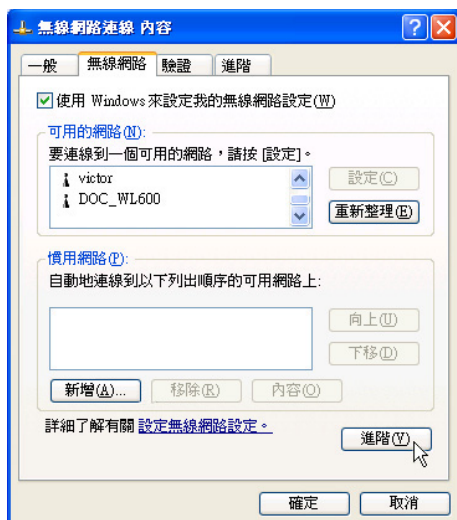 無線網路連線 內容
一般 無線網路 驗證 進階
使用 Windows 來設定我的無線網路設定(W)
可用的網路(N):
要連線到一個可用的網路，請按 [設定]。
victor
DOC_WL600
設定(C)
重新整理(E)
慣用網路(P):
自動地連線到以下列出順序的可用網路上:
向上(U)
下移(D)
新增(A)... 移除(R) 內容(O)
詳細了解有關 設定無線網路設定。
進階(V)
確定 取消